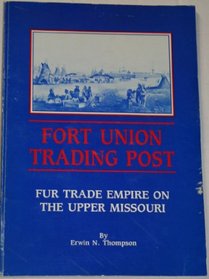 FORT UNION
TRADING POST
FUR TRADE EMPIRE ON
THE UPPER MISSOURI
By
Erwin N. Thompson